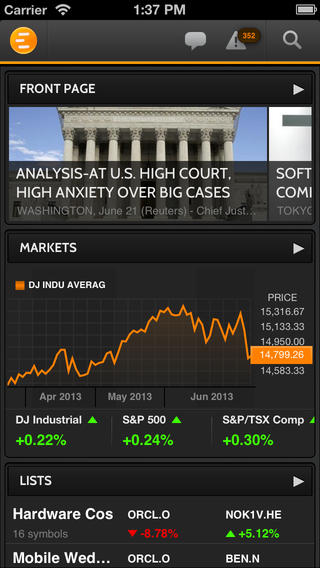 Carrier 1:37 PM
352
FRONT PAGE
ANALYSIS-AT U.S. HIGH COURT,
HIGH ANXIETY OVER BIG CASES
WASHINGTON, June 21 (Reuters) - Chief Just...
SOFT
COMI
TOKYO
MARKETS
DJ INDU AVERAG
PRICE
15,316.67
15,133.33
14,950.00
14,799.26
14,583.33
Apr 2013 May 2013 Jun 2013
DJ Industrial S&P 500 S&P/TSX Comp
+0.22% +0.24% +0.30%
LISTS
Hardware Cos ORCL.O NOK1V.HE
16 symbols -8.78% +5.12%
Mobile Wed... ORCL.O BEN.N